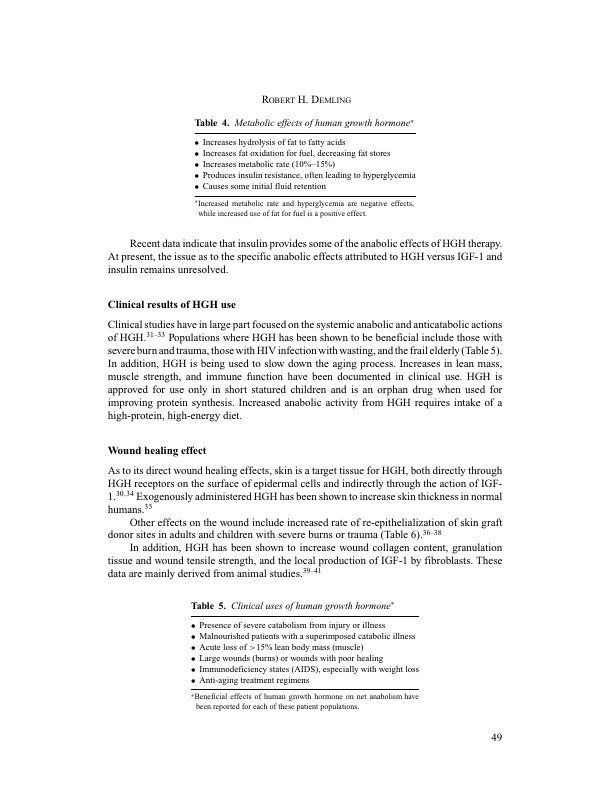 ROBERT H. DEMLING
Table 4. Metabolic effects of human growth hormone*
• Increases hydrolysis of fat to fatty acids
• Increases fat oxidation for fuel, decreasing fat stores
• Increases metabolic rate (10%–15%)
• Produces insulin resistance, often leading to hyperglycemia
• Causes some initial fluid retention
*Increased metabolic rate and hyperglycemia are negative effects,
while increased use of fat for fuel is a positive effect.
Recent data indicate that insulin provides some of the anabolic effects of HGH therapy.
At present, the issue as to the specific anabolic effects attributed to HGH versus IGF-1 and
insulin remains unresolved.
Clinical results of HGH use
Clinical studies have in large part focused on the systemic anabolic and anticatabolic actions
of HGH.31–33 Populations where HGH has been shown to be beneficial include those with
severe burn and trauma, those with HIV infection with wasting, and the frail elderly (Table 5).
In addition, HGH is being used to slow down the aging process. Increases in lean mass,
muscle strength, and immune function have been documented in clinical use. HGH is
approved for use only in short statured children and is an orphan drug when used for
improving protein synthesis. Increased anabolic activity from HGH requires intake of a
high-protein, high-energy diet.
Wound healing effect
As to its direct wound healing effects, skin is a target tissue for HGH, both directly through
HGH receptors on the surface of epidermal cells and indirectly through the action of IGF-
1.30,34 Exogenously administered HGH has been shown to increase skin thickness in normal
humans.35
Other effects on the wound include increased rate of re-epithelialization of skin graft
donor sites in adults and children with severe burns or trauma (Table 6).36–38
In addition, HGH has been shown to increase wound collagen content, granulation
tissue and wound tensile strength, and the local production of IGF-1 by fibroblasts. These
data are mainly derived from animal studies.39–41
Table 5. Clinical uses of human growth hormone*
• Presence of severe catabolism from injury or illness
• Malnourished patients with a superimposed catabolic illness
• Acute loss of >15% lean body mass (muscle)
• Large wounds (burns) or wounds with poor healing
• Immunodeficiency states (AIDS), especially with weight loss
• Anti-aging treatment regimens
*Beneficial effects of human growth hormone on net anabolism have
been reported for each of these patient populations.
49